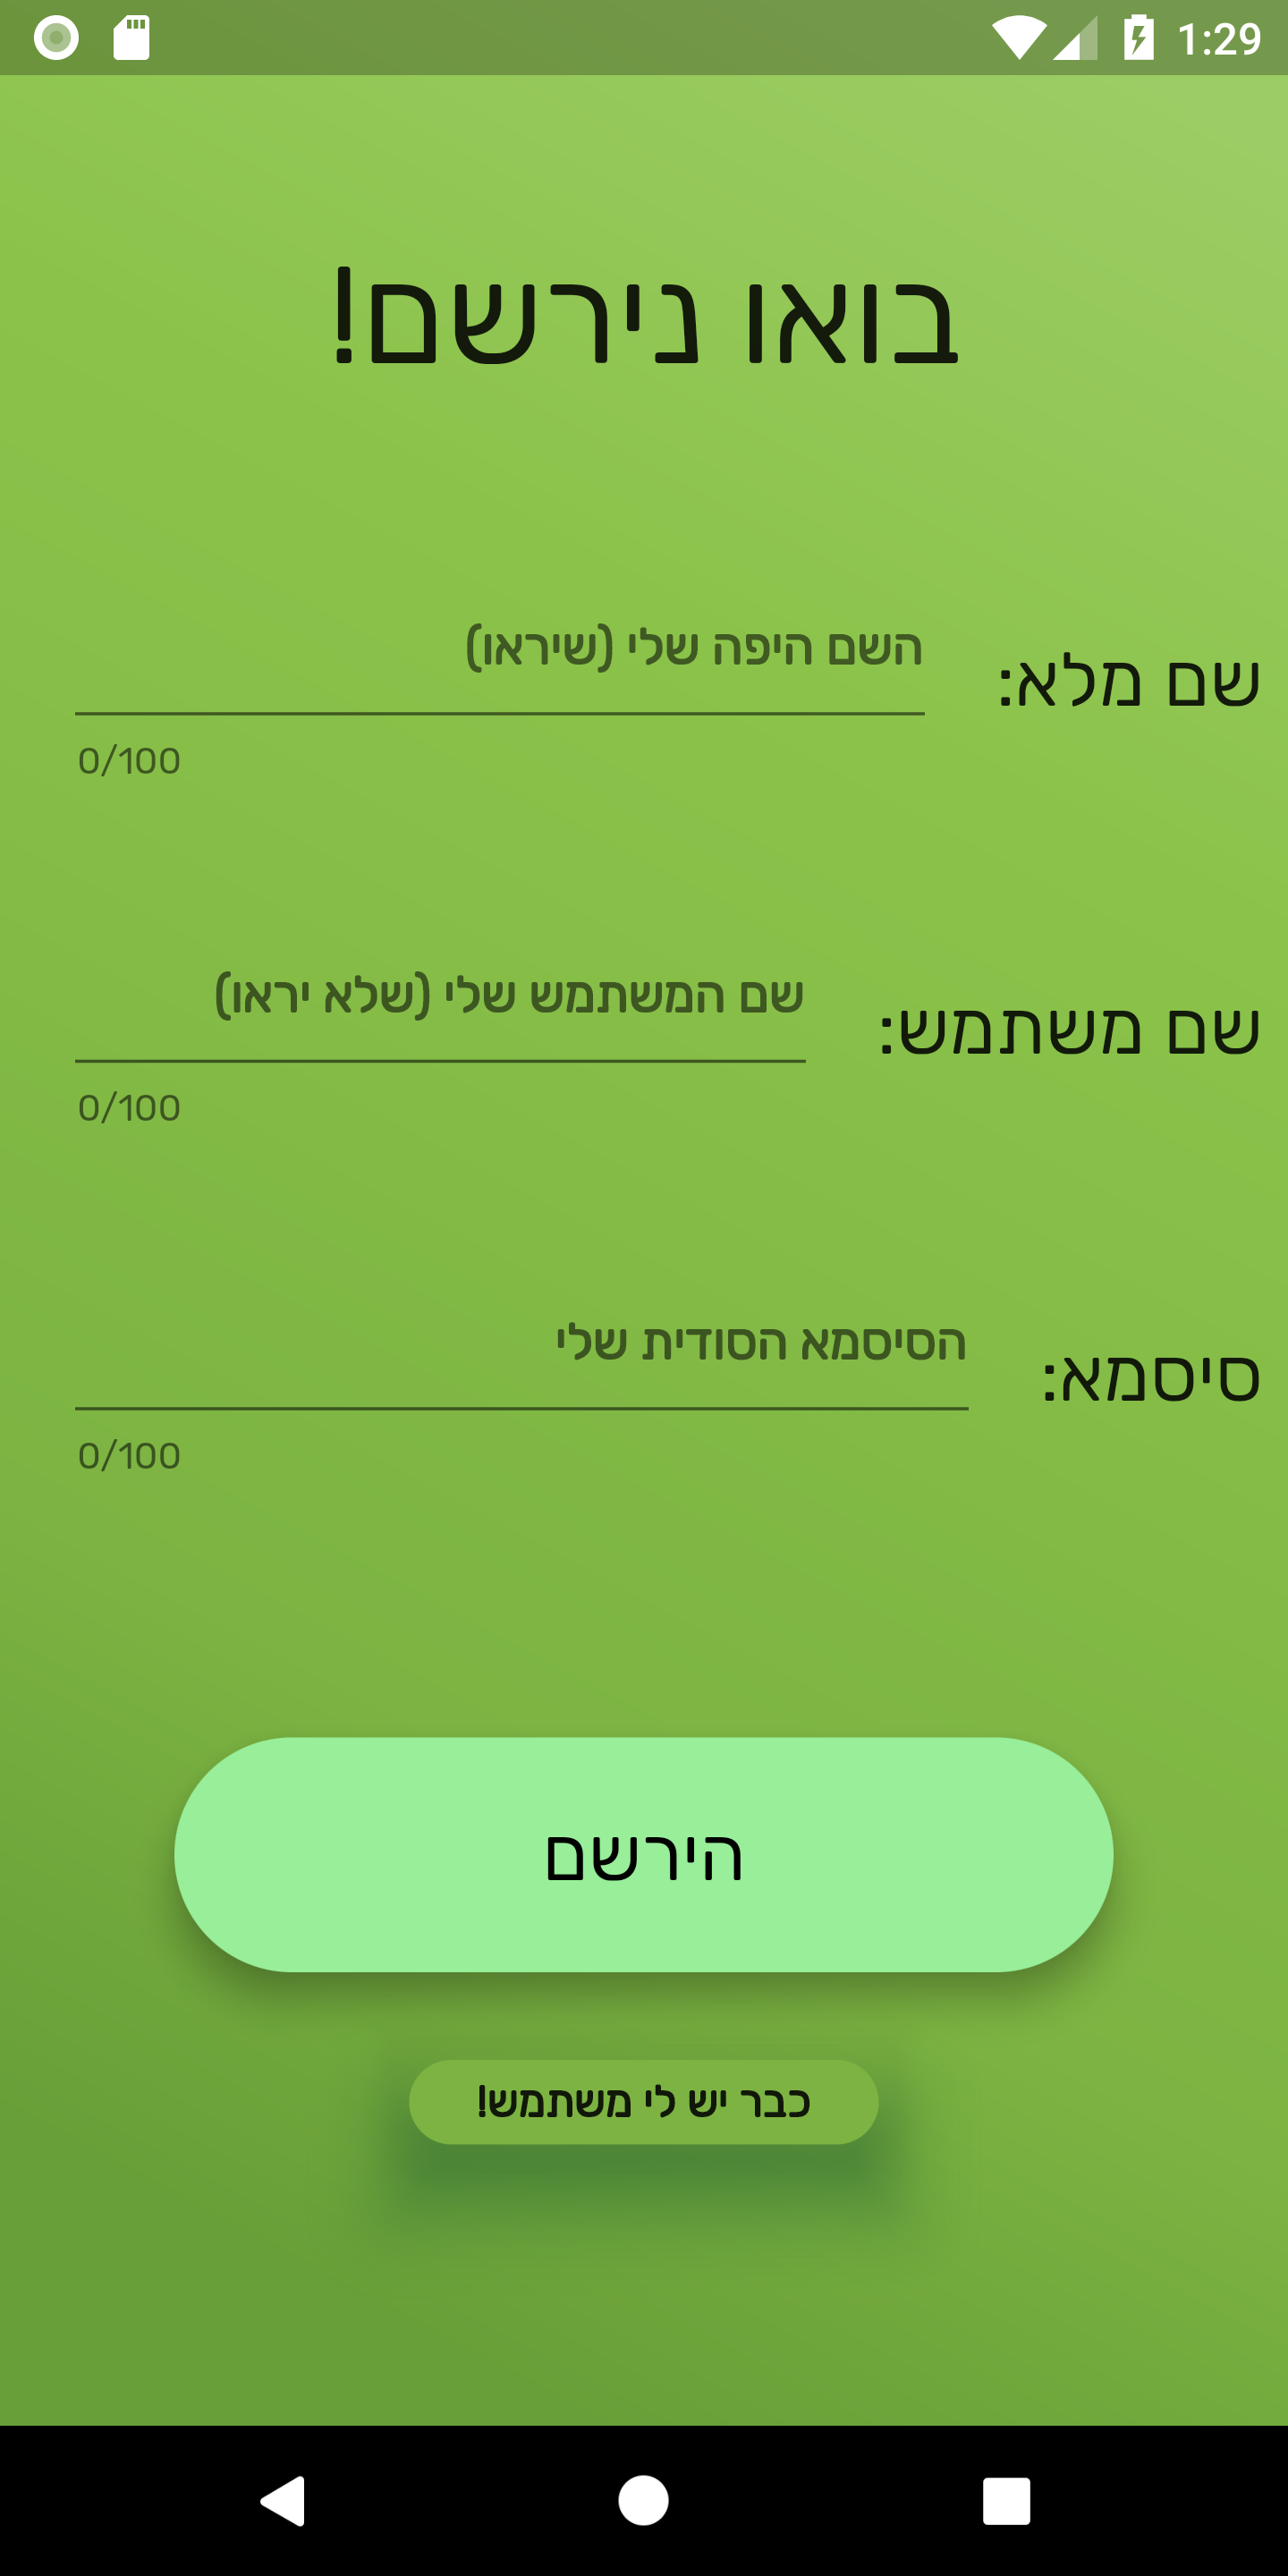 1:29
בואו נירשם!
שם מלא:
השם היפה שלי (שיראו)
0/100
שם משתמש:
שם המשתמש שלי (שלא יראו)
0/100
סיסמא:
הסיסמא הסודית שלי
0/100
הירשם
כבר יש לי משתמש!